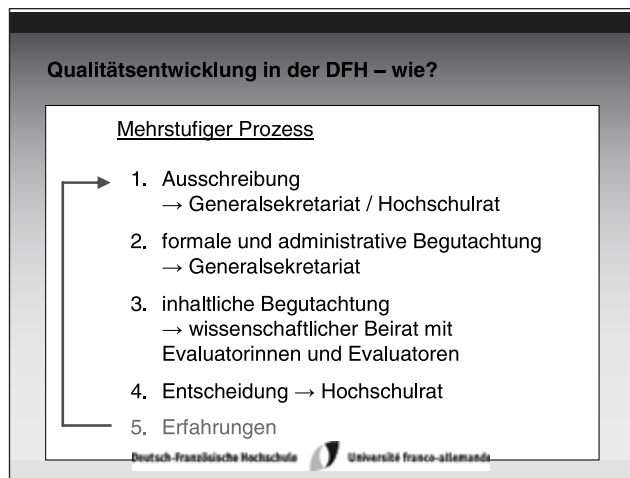 Qualitätsentwicklung in der DFH – wie?
Mehrstufiger Prozess
1. Ausschreibung
→ Generalsekretariat / Hochschulrat
2. formale und administrative Begutachtung
→ Generalsekretariat
3. inhaltliche Begutachtung
→ wissenschaftlicher Beirat mit
Evaluatorinnen und Evaluatoren
4. Entscheidung → Hochschulrat
5. Erfahrungen
Deutsch-Französische Hochschule Université franco-allemande